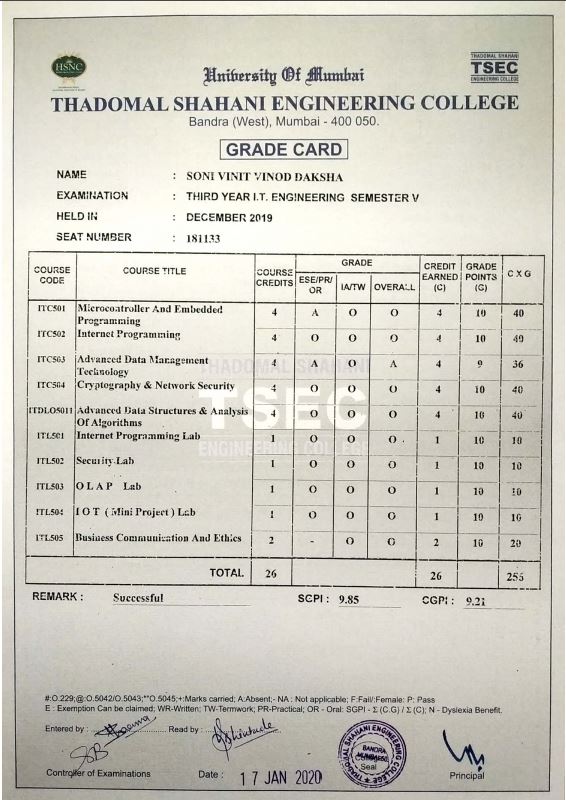 HSNC
THADOMAL SHAHANI
TSEC
ENGINEERING COLLEGE
University Of Mumbai
THADOMAL SHAHANI ENGINEERING COLLEGE
Bandra (West), Mumbai - 400 050.
GRADE CARD
NAME : SONI VINIT VINOD DAKSHA
EXAMINATION : THIRD YEAR I.T. ENGINEERING SEMESTER V
HELD IN : DECEMBER 2019
SEAT NUMBER : 181133
COURSE CODE COURSE TITLE COURSE CREDITS GRADE CREDIT EARNED (C) GRADE POINTS (G) C X G
ESE/PR/OR IA/TW OVERALL
ITC501 Microcontroller And Embedded Programming 4 A O O 4 10 40
ITC502 Internet Programming 4 O O O 4 10 40
ITC503 Advanced Data Management Technology 4 A O A 4 9 36
ITC504 Cryptography & Network Security 4 O O O 4 10 40
ITDLO5011 Advanced Data Structures & Analysis Of Algorithms 4 O O O 4 10 40
ITL501 Internet Programming Lab 1 O O O 1 10 10
ITL502 Security Lab 1 O O O 1 10 10
ITL503 O L A P Lab 1 O O O 1 10 10
ITL504 I O T ( Mini Project ) Lab 1 O O O 1 10 10
ITL505 Business Communication And Ethics 2 - O O 2 10 20
THADOMAL SHAHANI
TSEC
ENGINEERING COLLEGE
TOTAL 26 26 256
REMARK : Successful SCPI : 9.85 CGPI : 9.21
#:O.229;@:O.5042/O.5043;*"O.5045;+:Marks carried; A:Absent;- NA : Not applicable; F:Fail/:Female: P: Pass
E : Exemption Can be claimed; WR-Written; TW-Termwork; PR-Practical; OR - Oral: SGPI - Σ (C.G) / Σ (C); N - Dyslexia Benefit.
Entered by : Read by :
Controller of Examinations Date : 17 JAN 2020 Principal
THADOMAL SHAHANI ENGINEERING COLLEGE
BANDRA
Seal